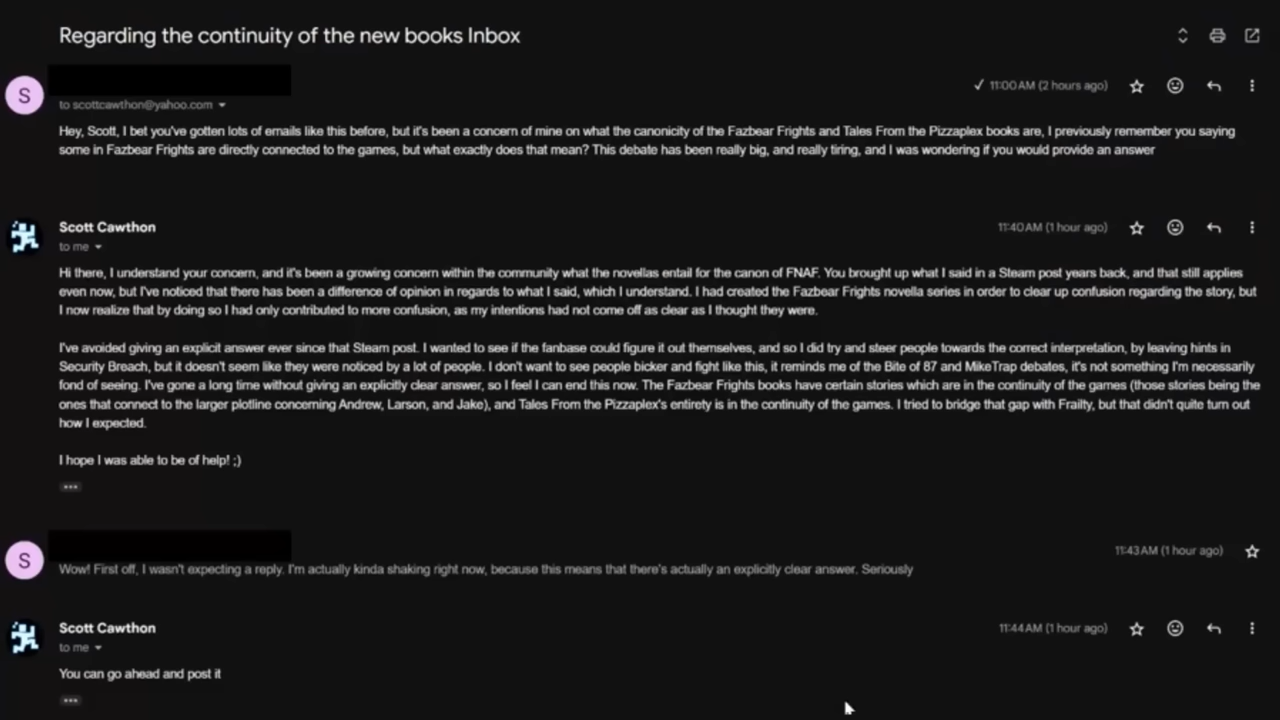 Regarding the continuity of the new books Inbox
S
✓ 11:00 AM (2 hours ago)
to scottcawthon@yahoo.com
Hey, Scott, I bet you've gotten lots of emails like this before, but it's been a concern of mine on what the canonicity of the Fazbear Frights and Tales From the Pizzaplex books are, I previously remember you saying
some in Fazbear Frights are directly connected to the games, but what exactly does that mean? This debate has been really big, and really tiring, and I was wondering if you would provide an answer
Scott Cawthon
11:40 AM (1 hour ago)
to me
Hi there, I understand your concern, and it's been a growing concern within the community what the novellas entail for the canon of FNAF. You brought up what I said in a Steam post years back, and that still applies
even now, but I've noticed that there has been a difference of opinion in regards to what I said, which I understand. I had created the Fazbear Frights novella series in order to clear up confusion regarding the story, but
I now realize that by doing so I had only contributed to more confusion, as my intentions had not come off as clear as I thought they were.
I've avoided giving an explicit answer ever since that Steam post. I wanted to see if the fanbase could figure it out themselves, and so I did try and steer people towards the correct interpretation, by leaving hints in
Security Breach, but it doesn't seem like they were noticed by a lot of people. I don't want to see people bicker and fight like this, it reminds me of the Bite of 87 and MikeTrap debates, it's not something I'm necessarily
fond of seeing. I've gone a long time without giving an explicitly clear answer, so I feel I can end this now. The Fazbear Frights books have certain stories which are in the continuity of the games (those stories being the
ones that connect to the larger plotline concerning Andrew, Larson, and Jake), and Tales From the Pizzaplex's entirety is in the continuity of the games. I tried to bridge that gap with Frailty, but that didn't quite turn out
how I expected.
I hope I was able to be of help! ;)
S
11:43 AM (1 hour ago)
Wow! First off, I wasn't expecting a reply. I'm actually kinda shaking right now, because this means that there's actually an explicitly clear answer. Seriously
Scott Cawthon
11:44 AM (1 hour ago)
to me
You can go ahead and post it